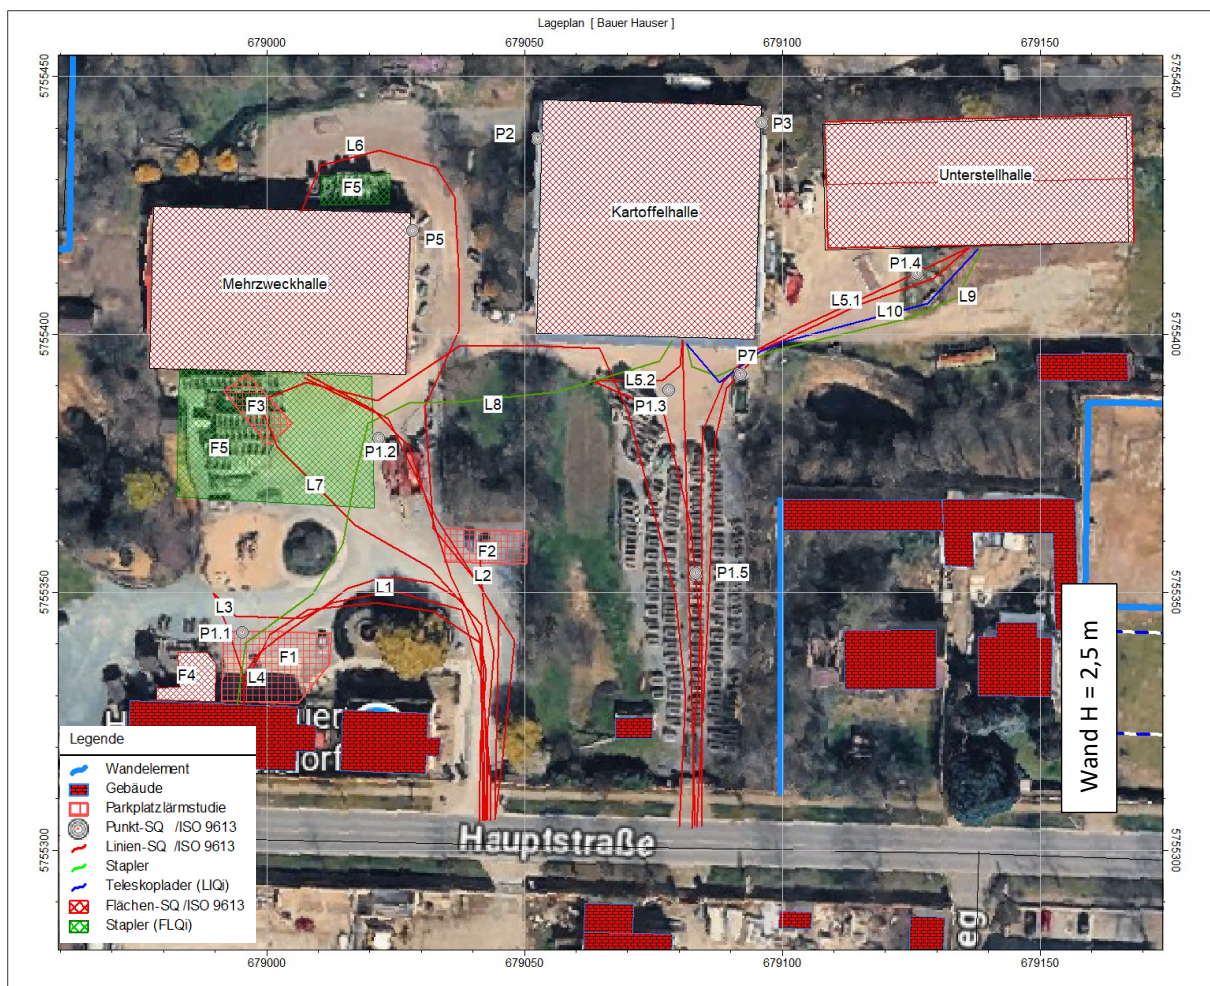 Lageplan [ Bauer Hauser ]
679000 679050 679100 679150
5755450 5755450
P2 P3
L6
F5
Unterstellhalle
Kartoffelhalle
P5
P1.4
Mehrzweckhalle
L5.1 L9
L10
5755400 5755400
P7
L5.2
F3 L8 P1.3
P1.2
F5
L7
F2
P1.5
L2
L1
5755350 5755350
L3
P1.1
F1
F4 L4
Wand H = 2,5 m
Legende
Wandelement
Gebäude
Parkplatzlärmstudie
Punkt-SQ /ISO 9613
Linien-SQ /ISO 9613
Stapler
Teleskoplader (LIQi)
Flächen-SQ /ISO 9613
Stapler (FLQi)
Hauptstraße
5755300 5755300
eg
679000 679050 679100 679150